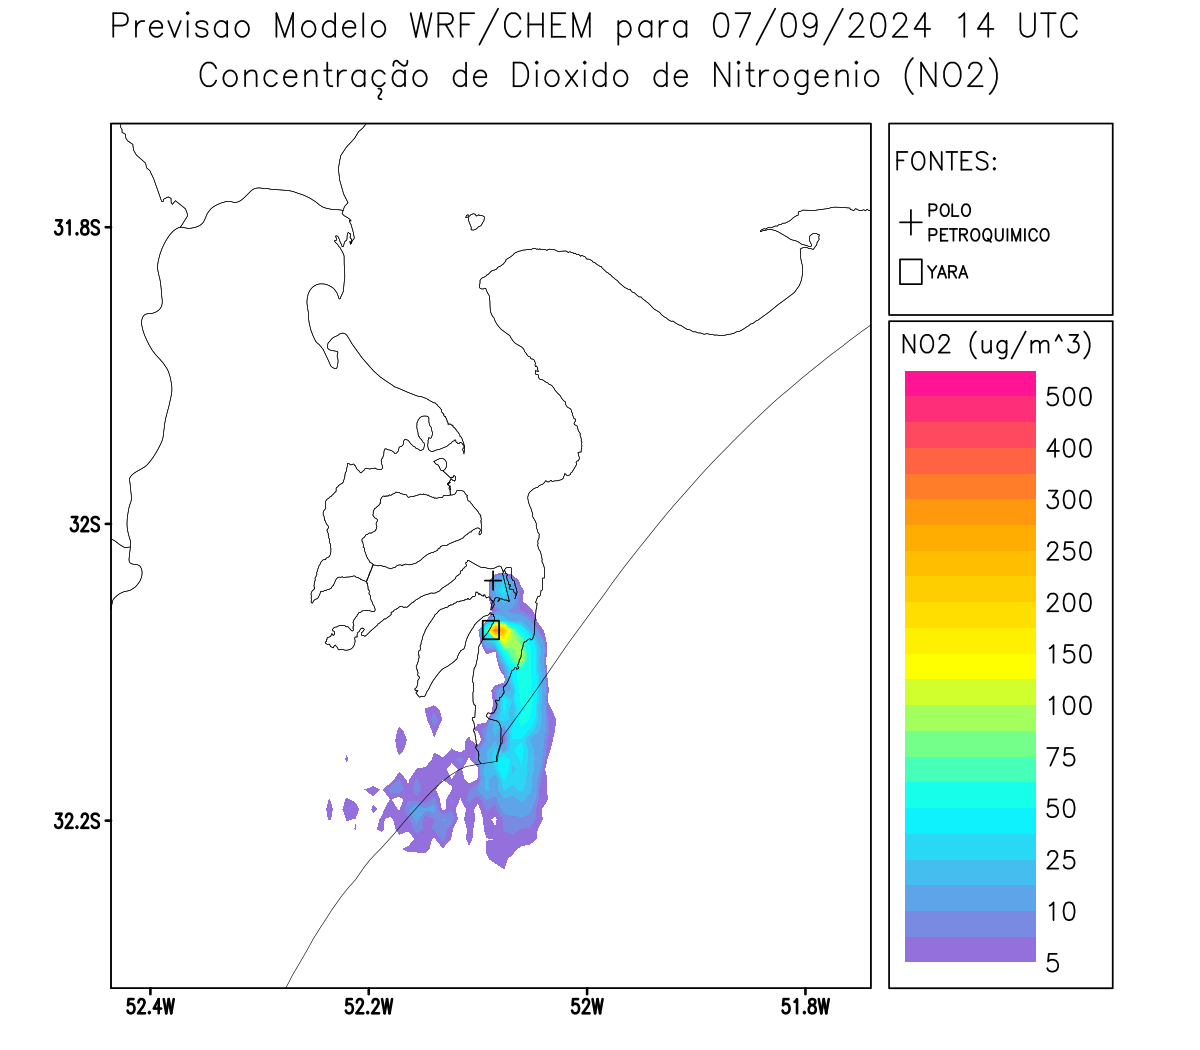 Previsao Modelo WRF/CHEM para 07/09/2024 14 UTC
Concentração de Dioxido de Nitrogenio (NO2)
FONTES:
POLO
PETROQUIMICO
YARA
NO2 (ug/m^3)
500
400
300
250
200
150
100
75
50
25
10
5
31.8S
32S
32.2S
52.4W
52.2W
52W
51.8W